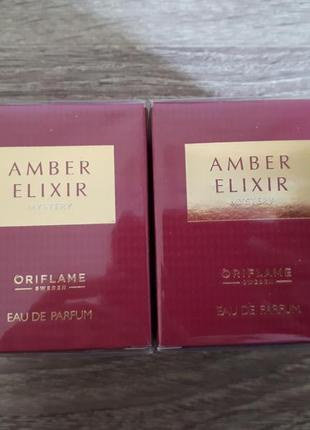 AMBER
ELIXIR
MYSTERY
ORIFLAME
SWEDEN
EAU DE PARFUM
AMBER
ELIXIR
MYSTERY
ORIFLAME
SWEDEN
EAU DE PARFUM